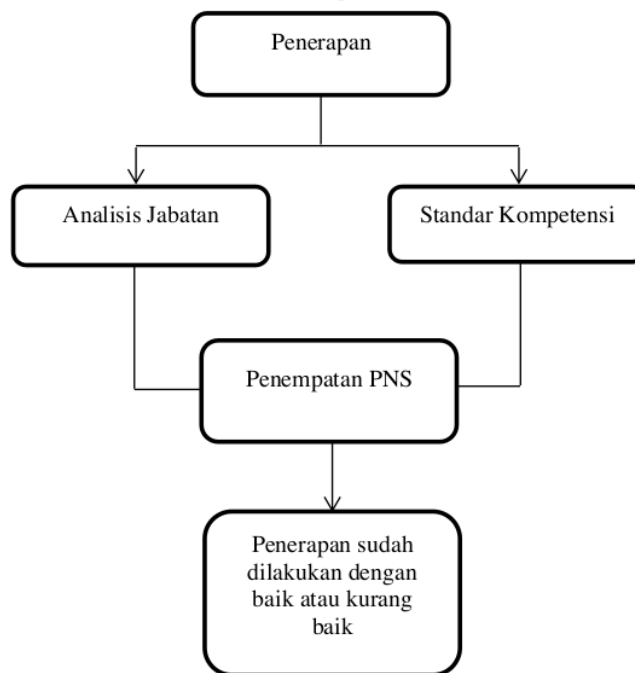 Penerapan
Analisis Jabatan
Standar Kompetensi
Penempatan PNS
Penerapan sudah
dilakukan dengan
baik atau kurang
baik